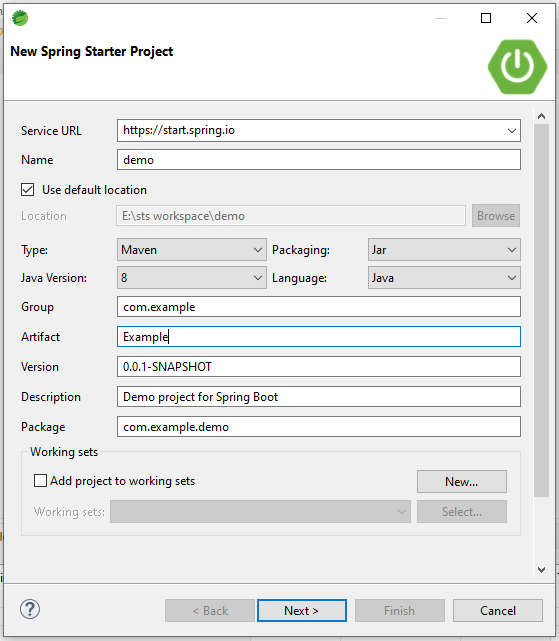 New Spring Starter Project
Service URL https://start.spring.io
Name demo
Use default location
Location E:\sts workspace\demo Browse
Type: Maven Packaging: Jar
Java Version: 8 Language: Java
Group com.example
Artifact Example
Version 0.0.1-SNAPSHOT
Description Demo project for Spring Boot
Package com.example.demo
Working sets
Add project to working sets New...
Working sets: Select...
? < Back Next > Finish Cancel